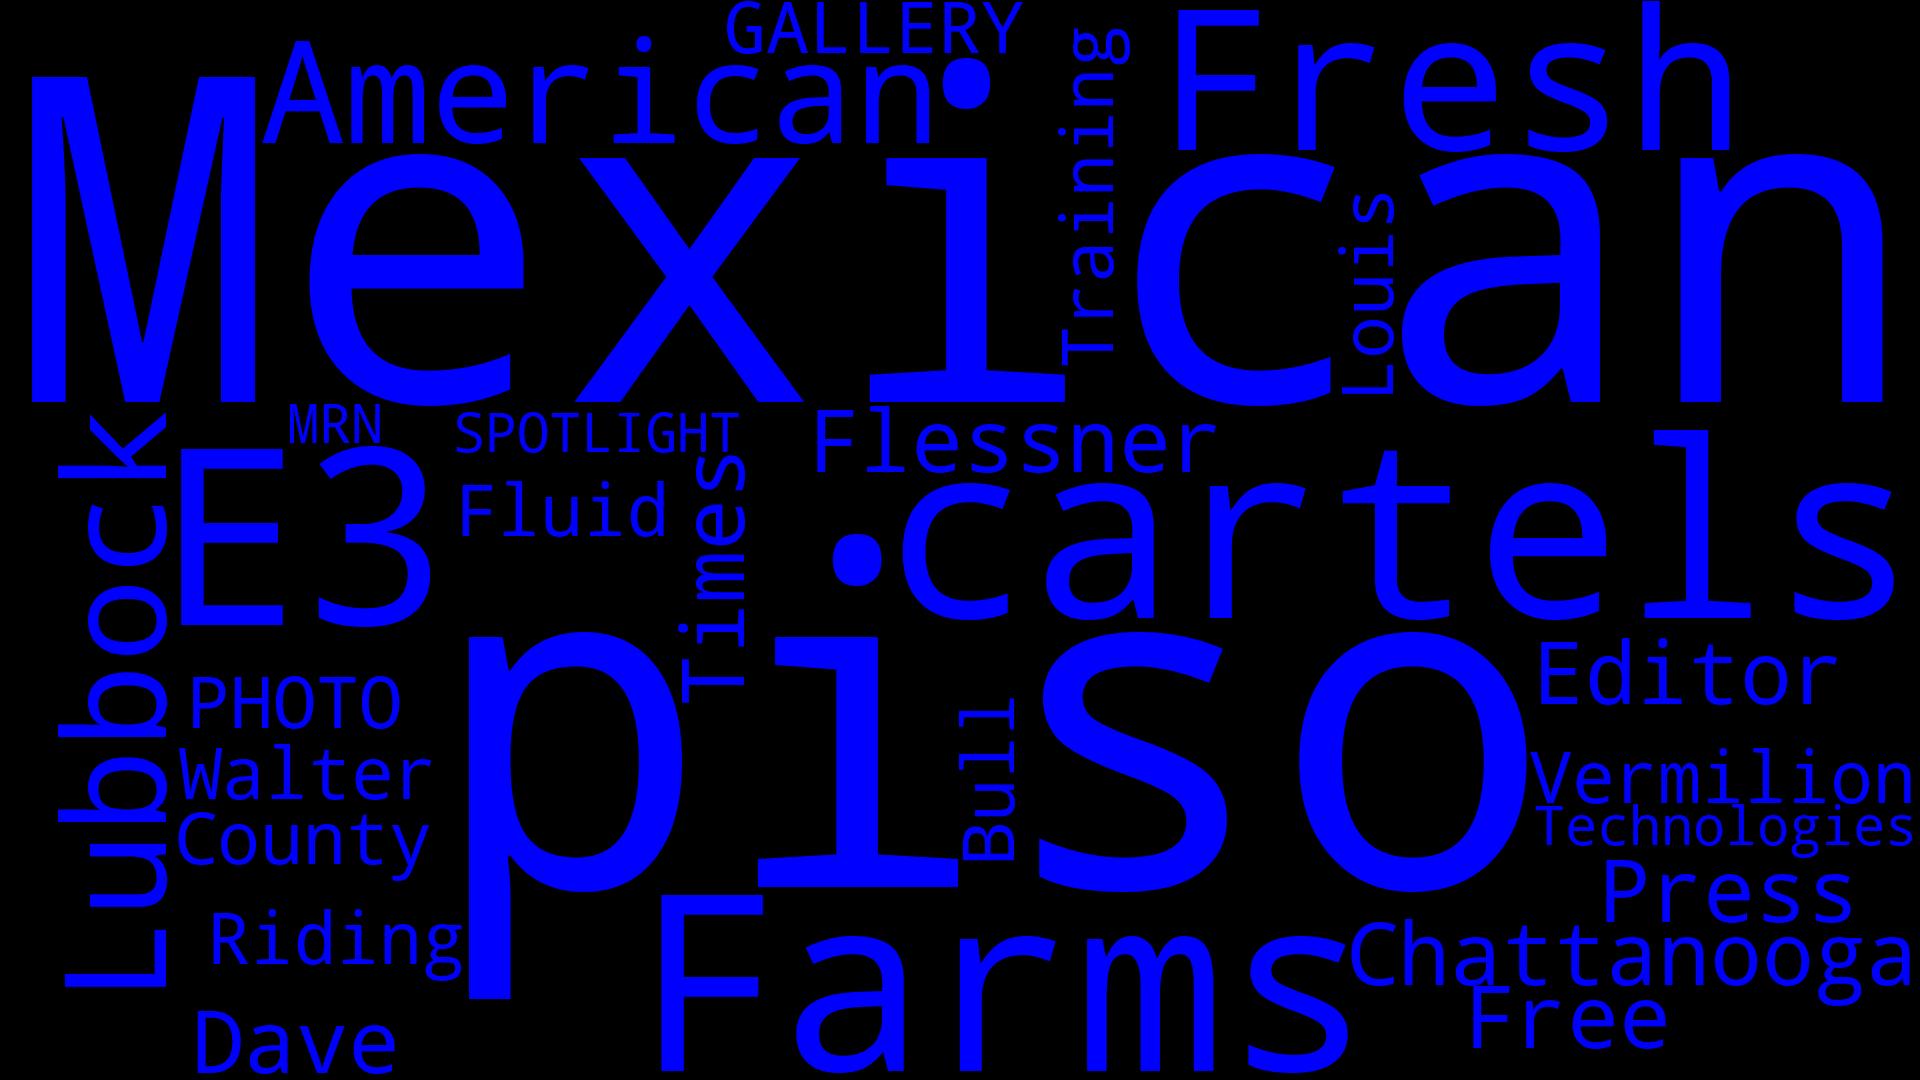 GALLERY
American
Fresh
Training
Mexican
Louis
MRN
SPOTLIGHT
Flessner
Lubbock
E3
Fluid
Times
cartels
piso
PHOTO
Editor
Walter
Bull
Vermilion
County
Technologies
Press
Riding
Farms
Chattanooga
Free
Dave